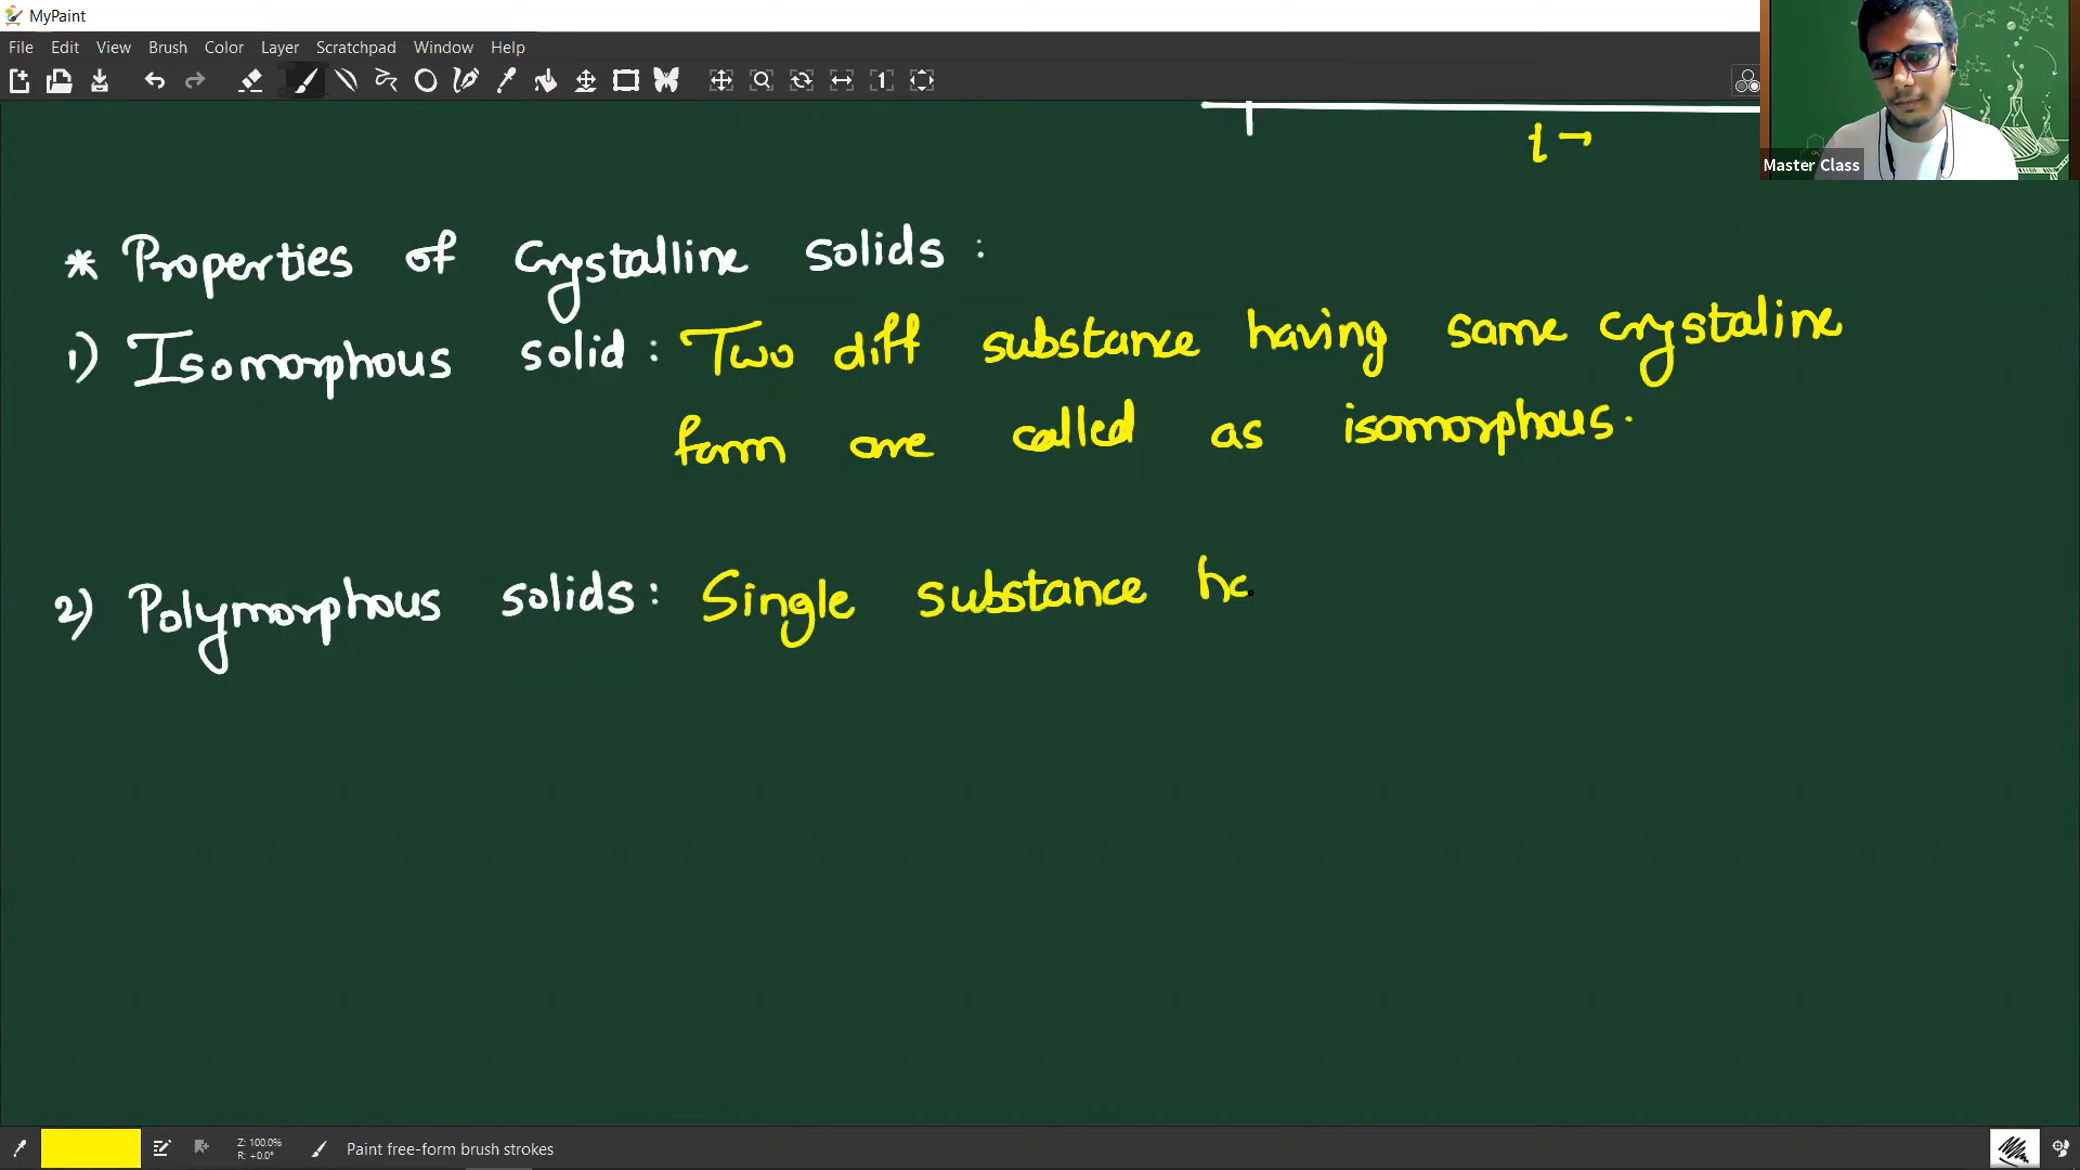 MyPaint
File Edit View Brush Color Layer Scratchpad Window Help
Master Class
t →
* Properties of Crystalline solids :
1) Isomorphous solid : Two diff substance having same crystaline
form are called as isomorphous.
2) Polymorphous solids : Single substance ha
Z: 100.0%
R: +0.0°
Paint free-form brush strokes